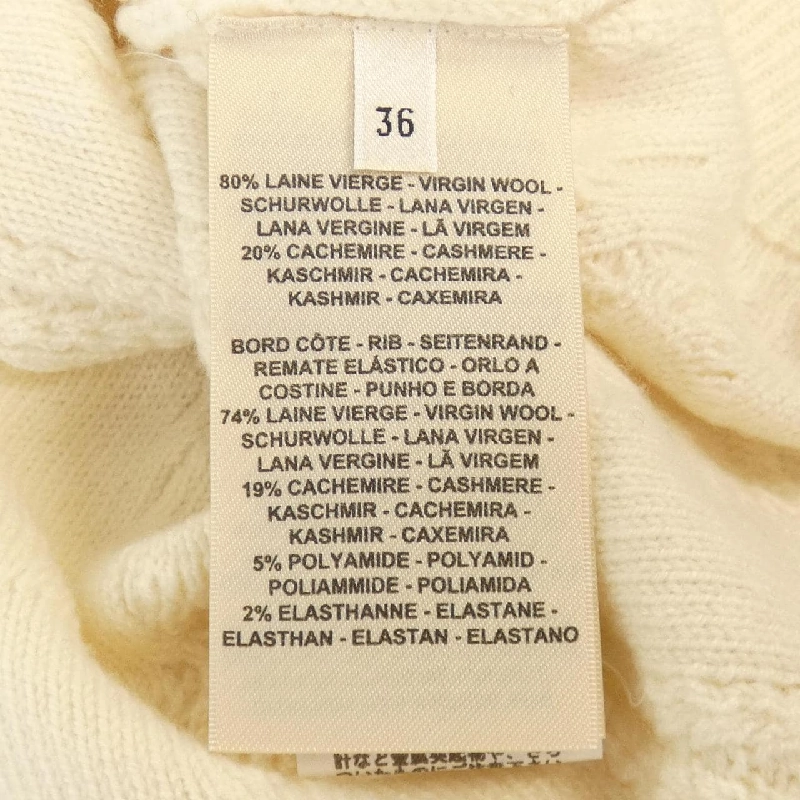 36
80% LAINE VIERGE - VIRGIN WOOL -
SCHURWOLLE - LANA VIRGEN -
LANA VERGINE - LÃ VIRGEM
20% CACHEMIRE - CASHMERE -
KASCHMIR - CACHEMIRA -
KASHMIR - CAXEMIRA
BORD CÔTE - RIB - SEITENRAND -
REMATE ELÁSTICO - ORLO A
COSTINE - PUNHO E BORDA
74% LAINE VIERGE - VIRGIN WOOL -
SCHURWOLLE - LANA VIRGEN -
LANA VERGINE - LÃ VIRGEM
19% CACHEMIRE - CASHMERE -
KASCHMIR - CACHEMIRA -
KASHMIR - CAXEMIRA
5% POLYAMIDE - POLYAMID -
POLIAMMIDE - POLIAMIDA
2% ELASTHANNE - ELASTANE -
ELASTHAN - ELASTAN - ELASTANO